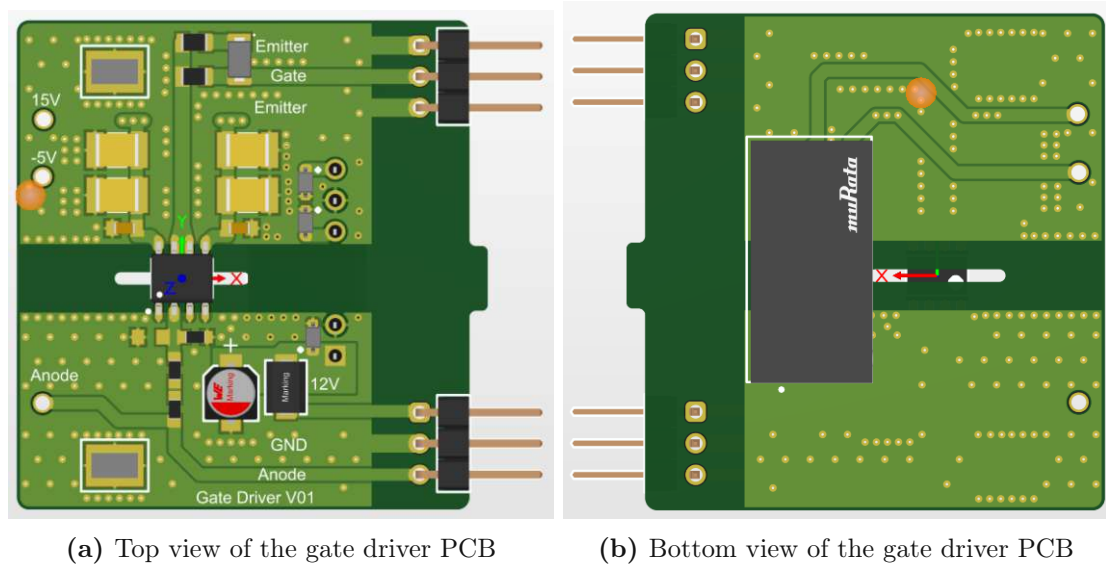 Emitter
Gate
Emitter
15V
-5V
Y
Z
X
+
Anode
WE
Marking
Marking
12V
GND
Anode
Gate Driver V01
muRata
X
(a) Top view of the gate driver PCB
(b) Bottom view of the gate driver PCB